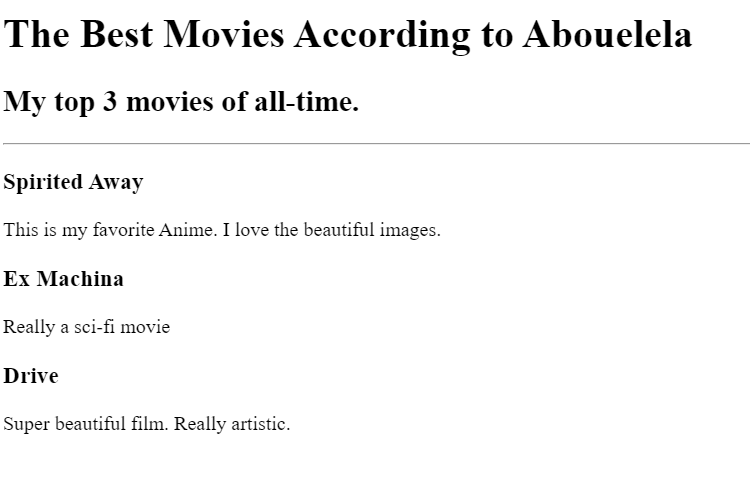 The Best Movies According to Abouelela
My top 3 movies of all-time.
Spirited Away
This is my favorite Anime. I love the beautiful images.
Ex Machina
Really a sci-fi movie
Drive
Super beautiful film. Really artistic.